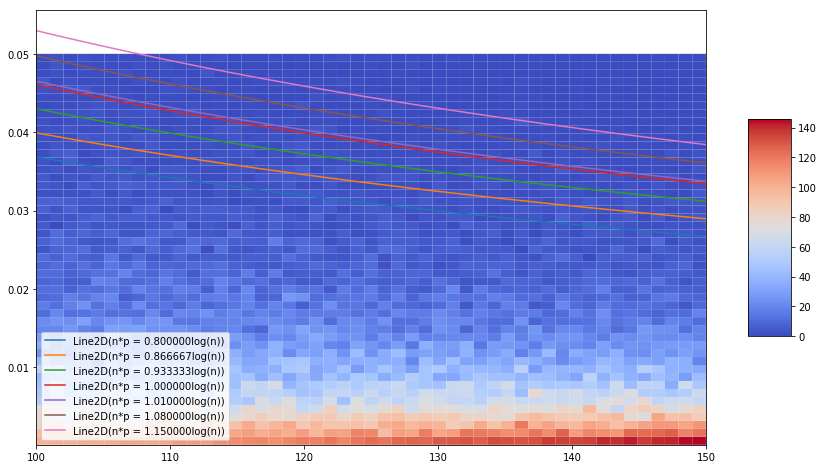 0.05
0.04
0.03
0.02
0.01
Line2D(n*p = 0.800000log(n))
Line2D(n*p = 0.866667log(n))
Line2D(n*p = 0.933333log(n))
Line2D(n*p = 1.000000log(n))
Line2D(n*p = 1.010000log(n))
Line2D(n*p = 1.080000log(n))
Line2D(n*p = 1.150000log(n))
100
110
120
130
140
150
140
120
100
80
60
40
20
0